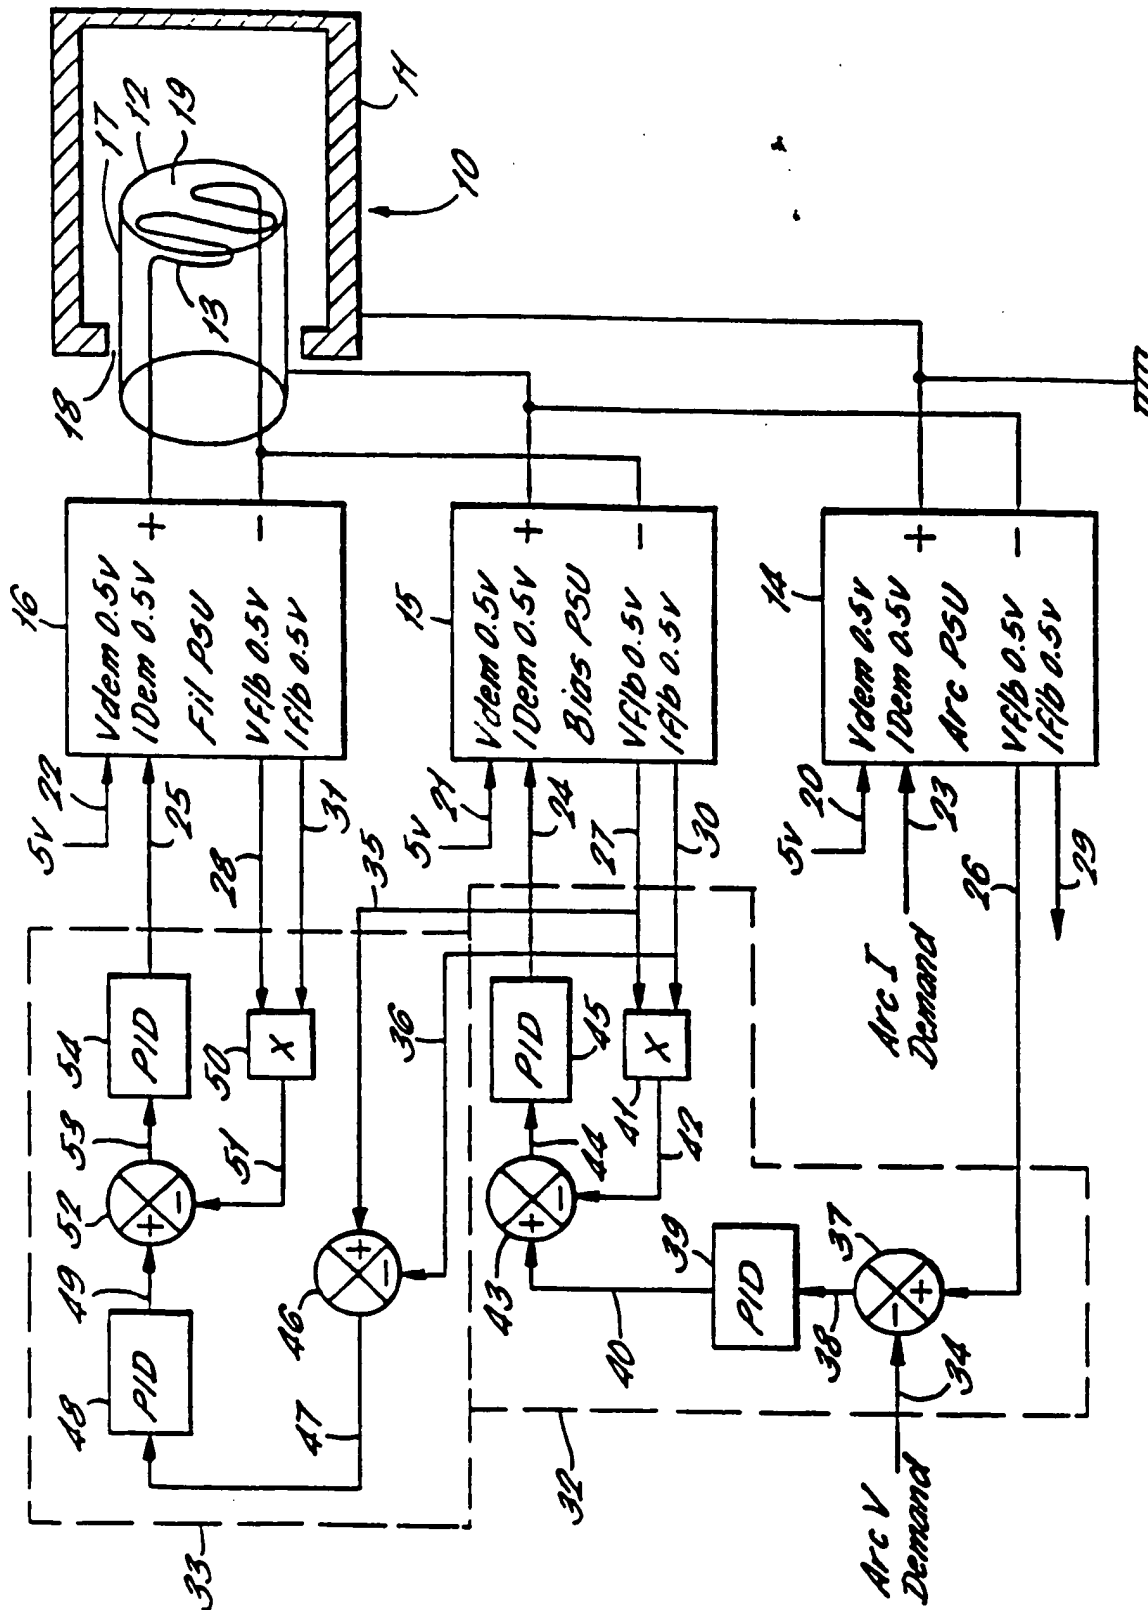 10
11
12
17
19
13
18
16
Vdem 0.5v
IDem 0.5v
Fil PSU
Vf/b 0.5v
If/b 0.5v
+
−
15
Vdem 0.5v
IDem 0.5v
Bias PSU
Vf/b 0.5v
If/b 0.5v
+
−
14
Vdem 0.5v
IDem 0.5v
Arc PSU
Vf/b 0.5v
If/b 0.5v
+
−
5v
22
25
28
31
35
5v
21
24
27
30
5v
20
23
26
29
Arc I
Demand
36
54
PID
53
52
+
−
50
X
51
49
48
PID
46
+
−
47
33
45
PID
44
43
+
−
41
X
42
39
PID
40
38
37
+
−
34
32
Arc V
Demand